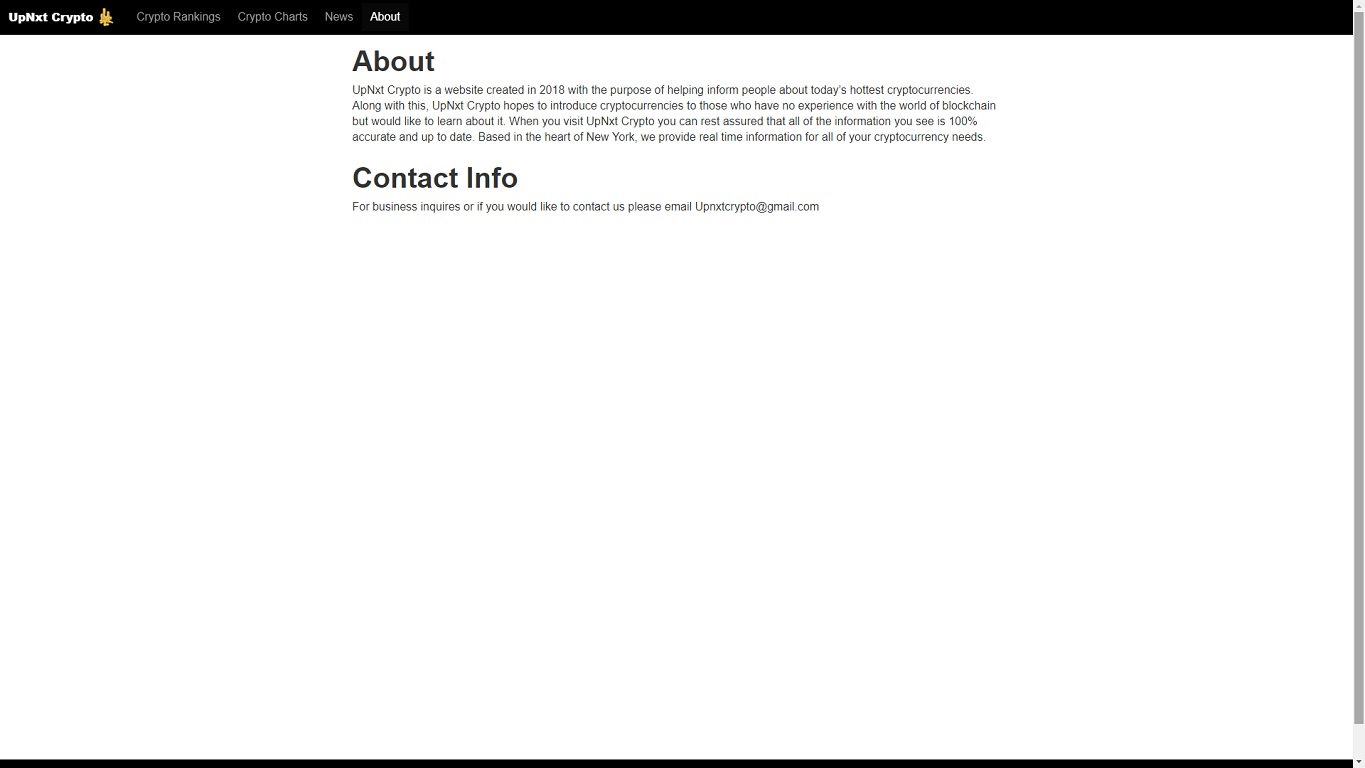 UpNxt Crypto Crypto Rankings Crypto Charts News About
About
UpNxt Crypto is a website created in 2018 with the purpose of helping inform people about today's hottest cryptocurrencies.
Along with this, UpNxt Crypto hopes to introduce cryptocurrencies to those who have no experience with the world of blockchain
but would like to learn about it. When you visit UpNxt Crypto you can rest assured that all of the information you see is 100%
accurate and up to date. Based in the heart of New York, we provide real time information for all of your cryptocurrency needs.
Contact Info
For business inquires or if you would like to contact us please email Upnxtcrypto@gmail.com